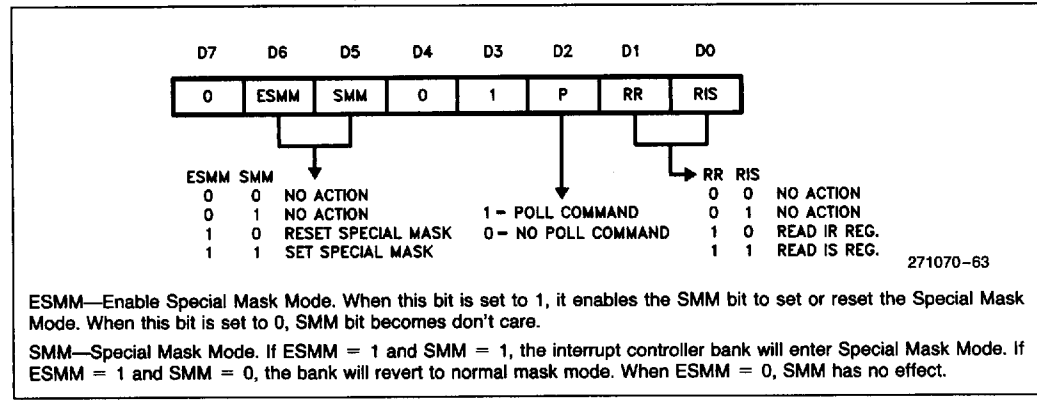 D7 D6 D5 D4 D3 D2 D1 D0
0 ESMM SMM 0 1 P RR RIS
ESMM SMM
0 0 NO ACTION
0 1 NO ACTION
1 0 RESET SPECIAL MASK
1 1 SET SPECIAL MASK
1 – POLL COMMAND
0 – NO POLL COMMAND
RR RIS
0 0 NO ACTION
0 1 NO ACTION
1 0 READ IR REG.
1 1 READ IS REG.
271070–63
ESMM—Enable Special Mask Mode. When this bit is set to 1, it enables the SMM bit to set or reset the Special Mask
Mode. When this bit is set to 0, SMM bit becomes don't care.
SMM—Special Mask Mode. If ESMM = 1 and SMM = 1, the interrupt controller bank will enter Special Mask Mode. If
ESMM = 1 and SMM = 0, the bank will revert to normal mask mode. When ESMM = 0, SMM has no effect.